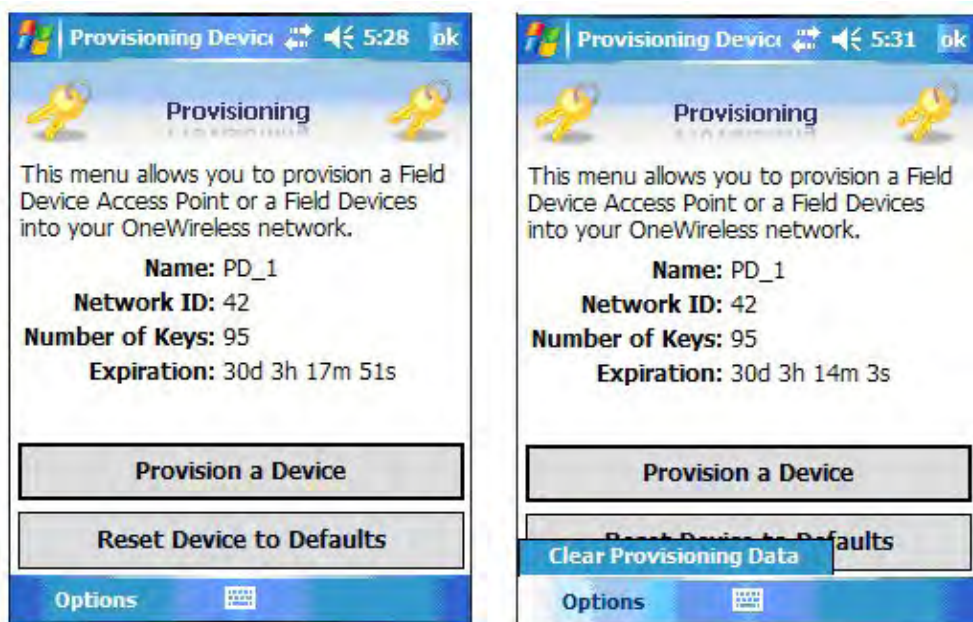 Provisioning Devic 5:28 ok
Provisioning
This menu allows you to provision a Field
Device Access Point or a Field Devices
into your OneWireless network.
Name: PD_1
Network ID: 42
Number of Keys: 95
Expiration: 30d 3h 17m 51s
Provision a Device
Reset Device to Defaults
Options
Provisioning Devic 5:31 ok
Provisioning
This menu allows you to provision a Field
Device Access Point or a Field Devices
into your OneWireless network.
Name: PD_1
Network ID: 42
Number of Keys: 95
Expiration: 30d 3h 14m 3s
Provision a Device
Reset Device to Defaults
Clear Provisioning Data
Options